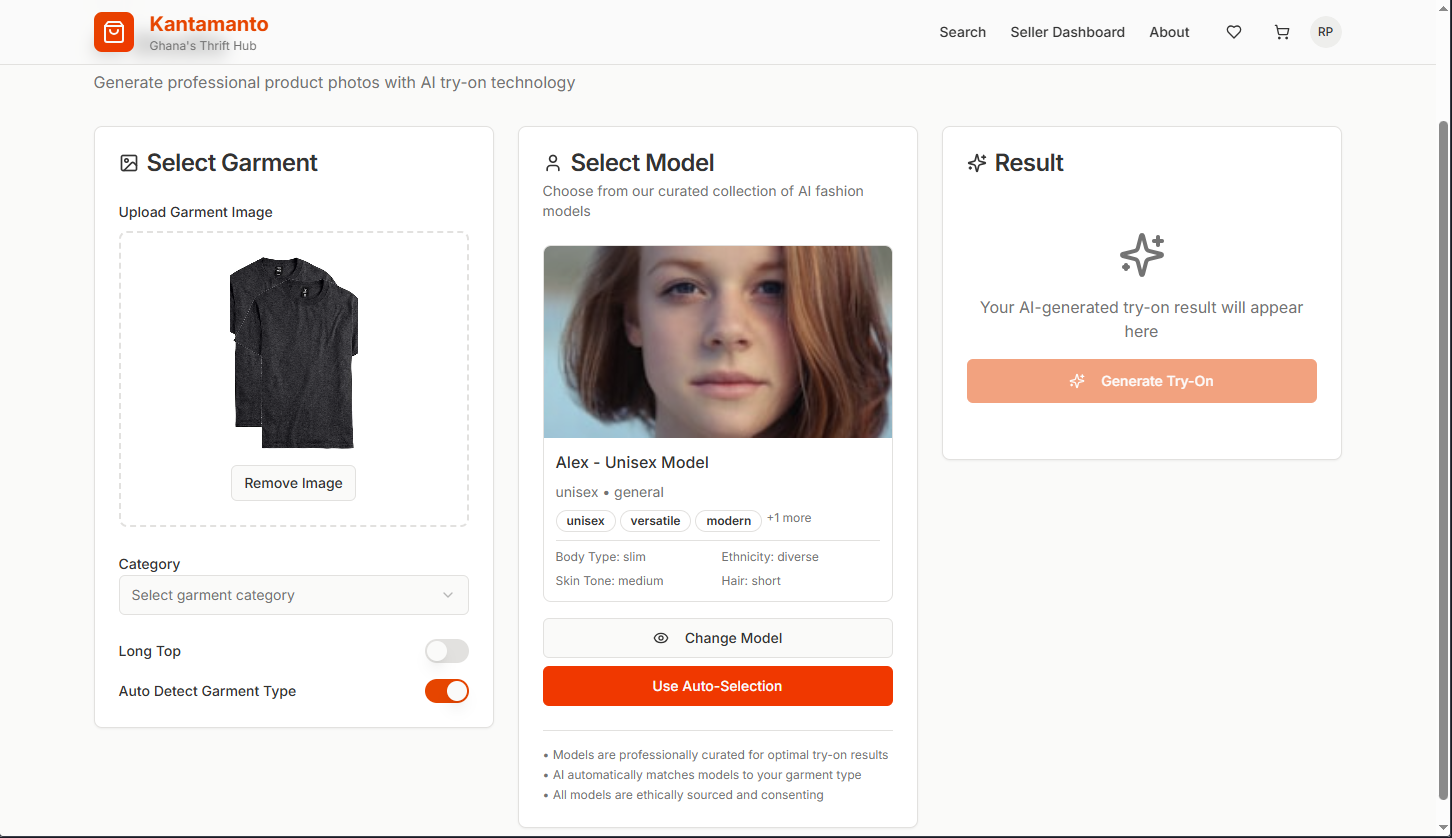 Kantamanto
Ghana's Thrift Hub
Search
Seller Dashboard
About
RP
Generate professional product photos with AI try-on technology
Select Garment
Upload Garment Image
Remove Image
Category
Select garment category
Long Top
Auto Detect Garment Type
Select Model
Choose from our curated collection of AI fashion
models
Alex - Unisex Model
unisex • general
unisex
versatile
modern
+1 more
Body Type: slim
Ethnicity: diverse
Skin Tone: medium
Hair: short
Change Model
Use Auto-Selection
• Models are professionally curated for optimal try-on results
• AI automatically matches models to your garment type
• All models are ethically sourced and consenting
Result
Your AI-generated try-on result will appear
here
Generate Try-On